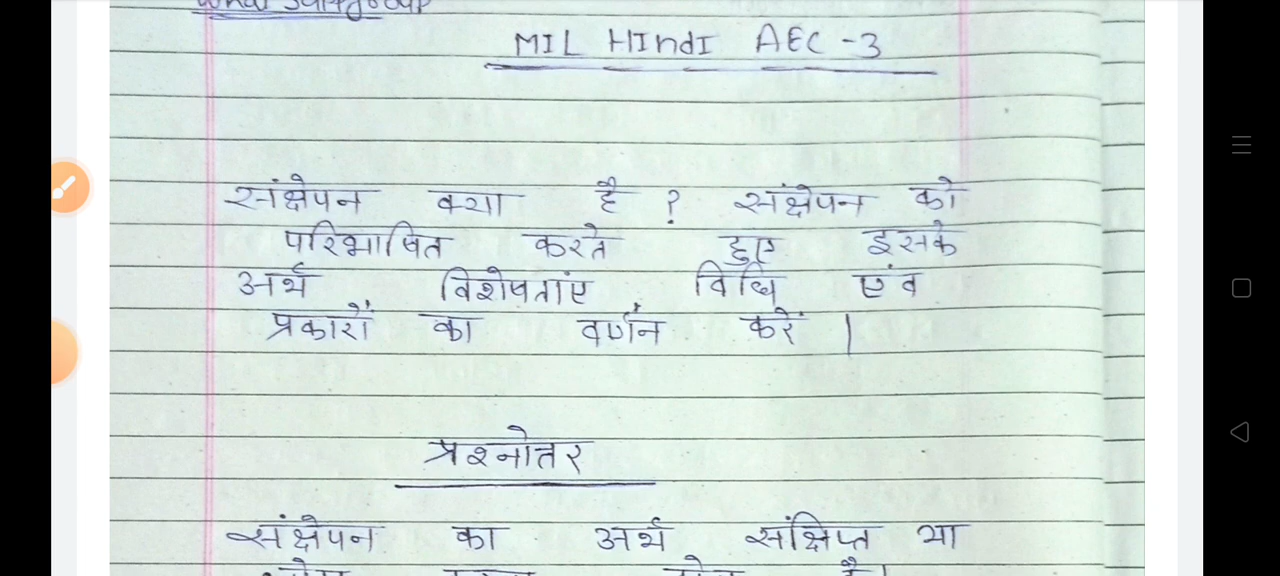 MIL HIndI AEC -3
संक्षेपन क्या है ? संक्षेपन को
परिभाषित करते हुए इसके
अर्थ विशेषताएं विधि एंव
प्रकारों का वर्णन करें ।
प्रश्नोतर
संक्षेपन का अर्थ संक्षिप्त या